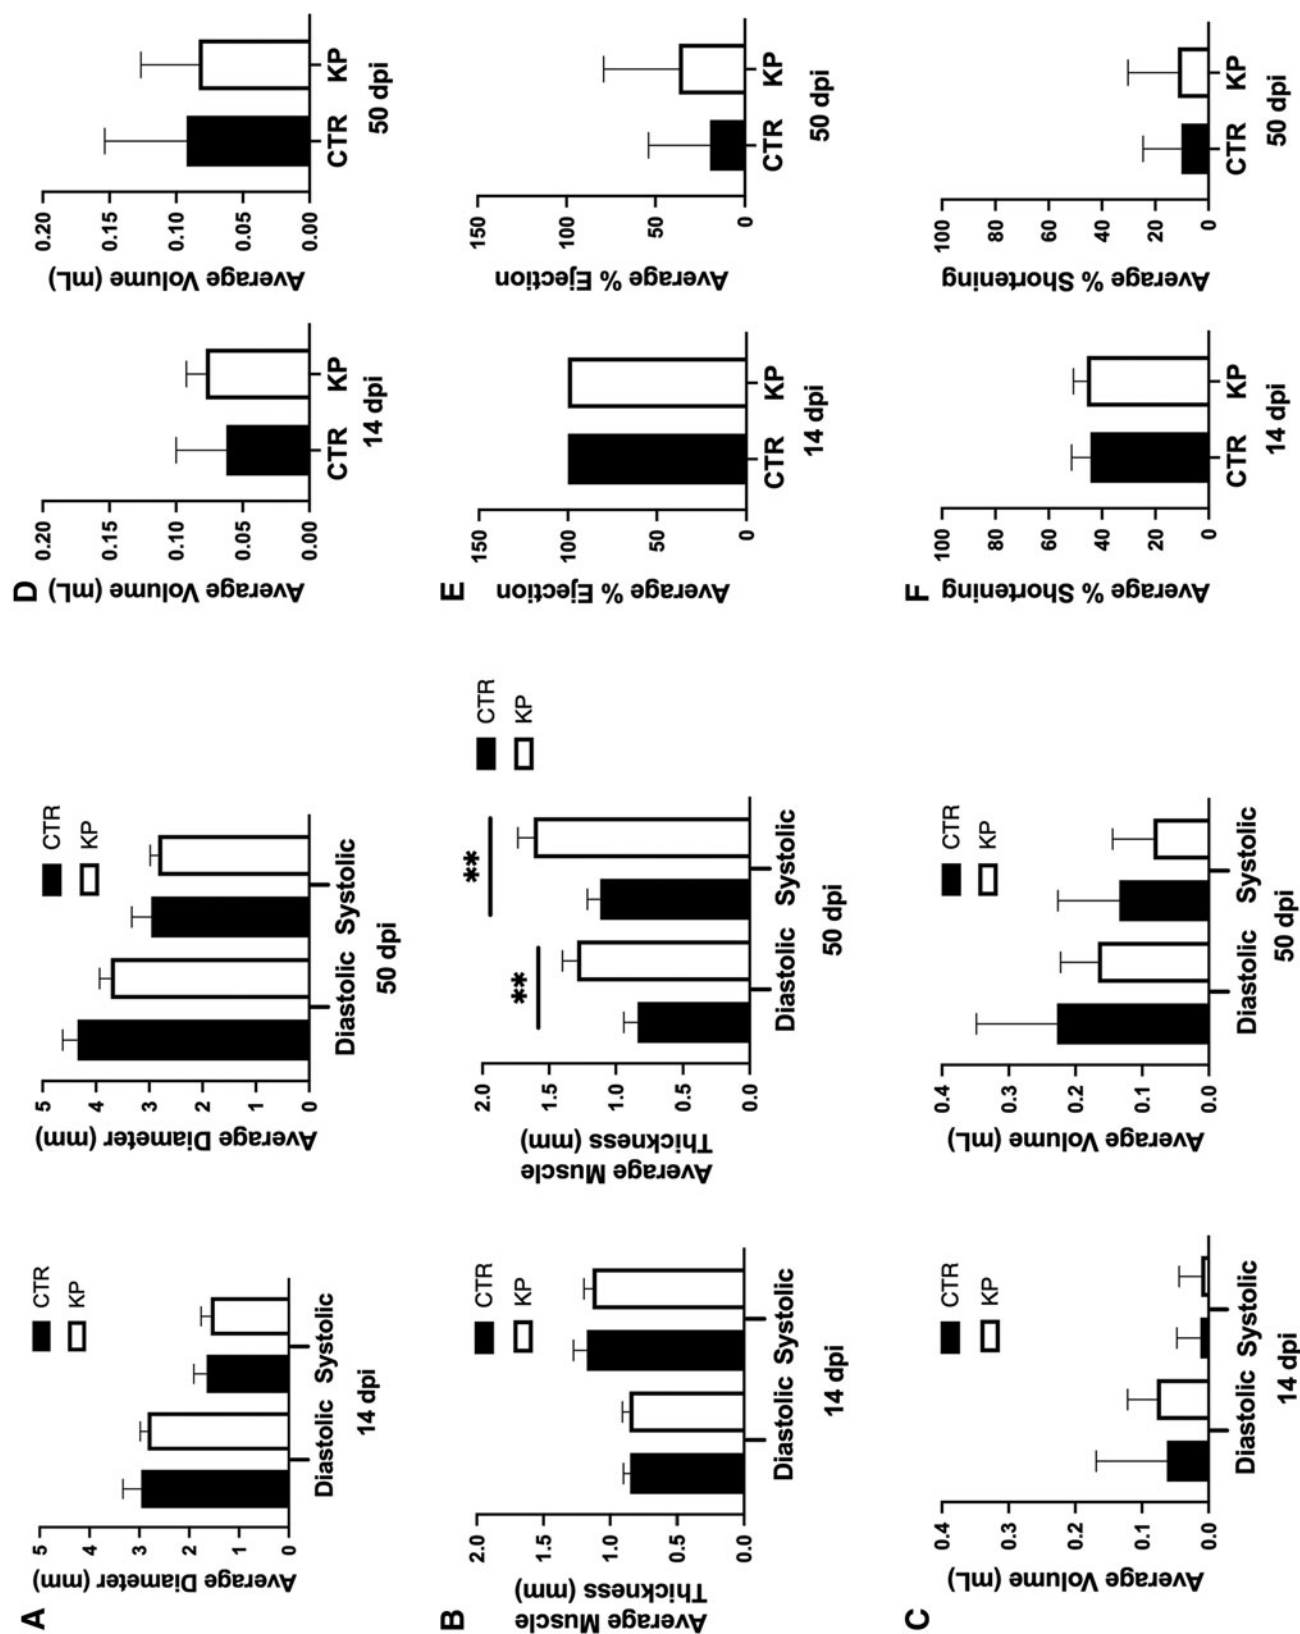 A
Average Diameter (mm)
5
4
3
2
1
0
Diastolic Systolic
14 dpi
CTR
KP
Average Diameter (mm)
5
4
3
2
1
0
Diastolic Systolic
50 dpi
CTR
KP
D
Average Volume (mL)
0.20
0.15
0.10
0.05
0.00
CTR KP
14 dpi
Average Volume (mL)
0.20
0.15
0.10
0.05
0.00
CTR KP
50 dpi
B
Average Muscle
Thickness (mm)
2.0
1.5
1.0
0.5
0.0
Diastolic Systolic
14 dpi
CTR
KP
Average Muscle
Thickness (mm)
2.0
1.5
1.0
0.5
0.0
**
**
Diastolic Systolic
50 dpi
CTR
KP
E
Average % Ejection
150
100
50
0
CTR KP
14 dpi
Average % Ejection
150
100
50
0
CTR KP
50 dpi
C
Average Volume (mL)
0.4
0.3
0.2
0.1
0.0
Diastolic Systolic
14 dpi
CTR
KP
Average Volume (mL)
0.4
0.3
0.2
0.1
0.0
Diastolic Systolic
50 dpi
CTR
KP
F
Average % Shortening
100
80
60
40
20
0
CTR KP
14 dpi
Average % Shortening
100
80
60
40
20
0
CTR KP
50 dpi